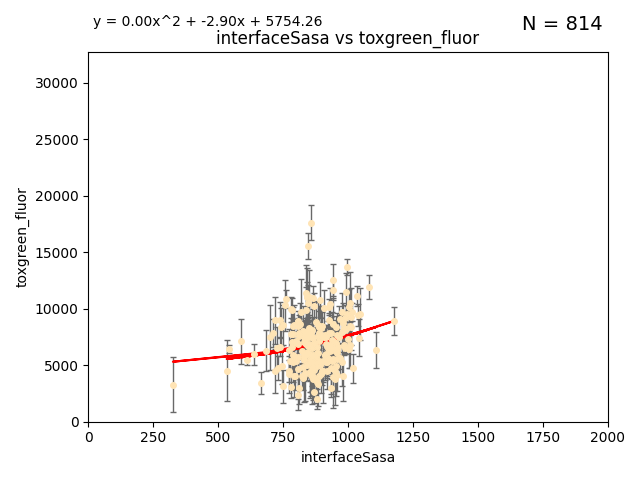 y = 0.00x^2 + -2.90x + 5754.26
N = 814
interfaceSasa vs toxgreen_fluor
30000
25000
20000
15000
10000
5000
0
toxgreen_fluor
0 250 500 750 1000 1250 1500 1750 2000
interfaceSasa